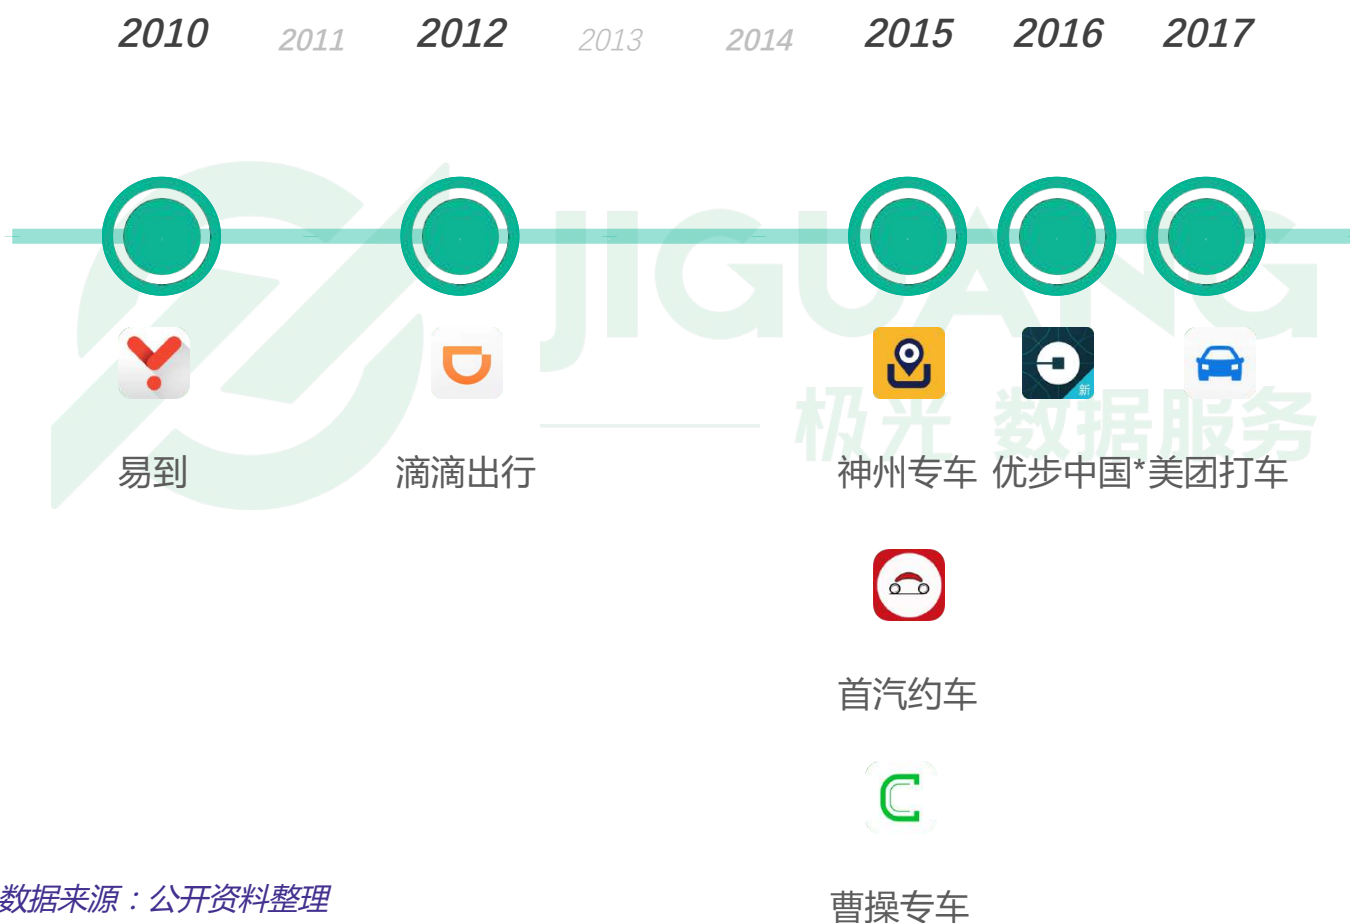 2010 2011 2012 2013 2014 2015 2016 2017
JIGUANG
极光 数据服务
新
易到 滴滴出行 神州专车 优步中国* 美团打车
首汽约车
曹操专车
数据来源：公开资料整理